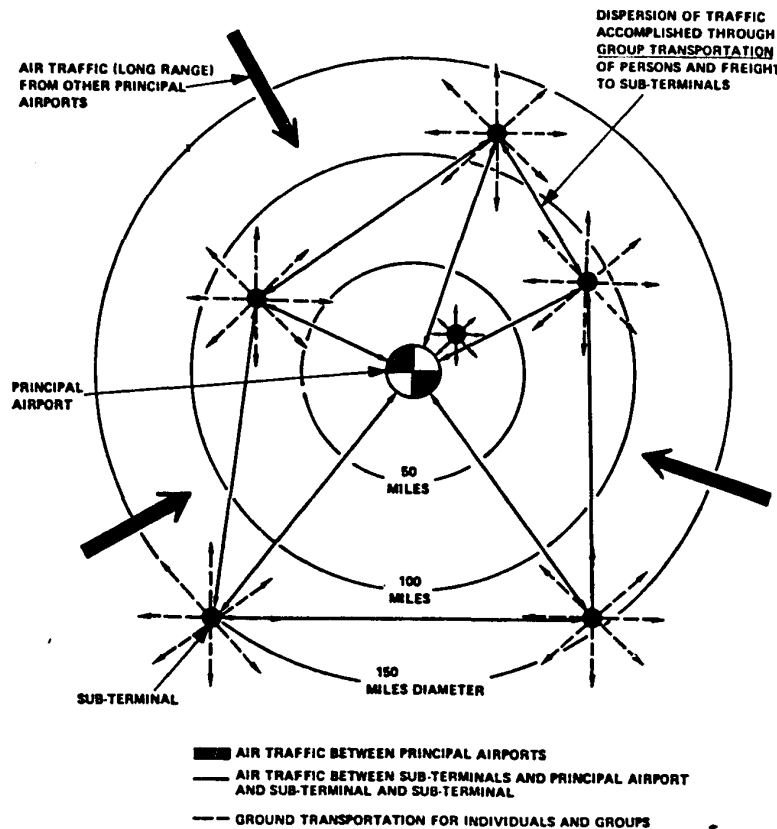 DISPERSION OF TRAFFIC
ACCOMPLISHED THROUGH
GROUP TRANSPORTATION
OF PERSONS AND FREIGHT
TO SUB-TERMINALS
AIR TRAFFIC (LONG RANGE)
FROM OTHER PRINCIPAL
AIRPORTS
PRINCIPAL
AIRPORT
50
MILES
100
MILES
150
MILES DIAMETER
SUB-TERMINAL
AIR TRAFFIC BETWEEN PRINCIPAL AIRPORTS
AIR TRAFFIC BETWEEN SUB-TERMINALS AND PRINCIPAL AIRPORT
AND SUB-TERMINAL AND SUB-TERMINAL
GROUND TRANSPORTATION FOR INDIVIDUALS AND GROUPS